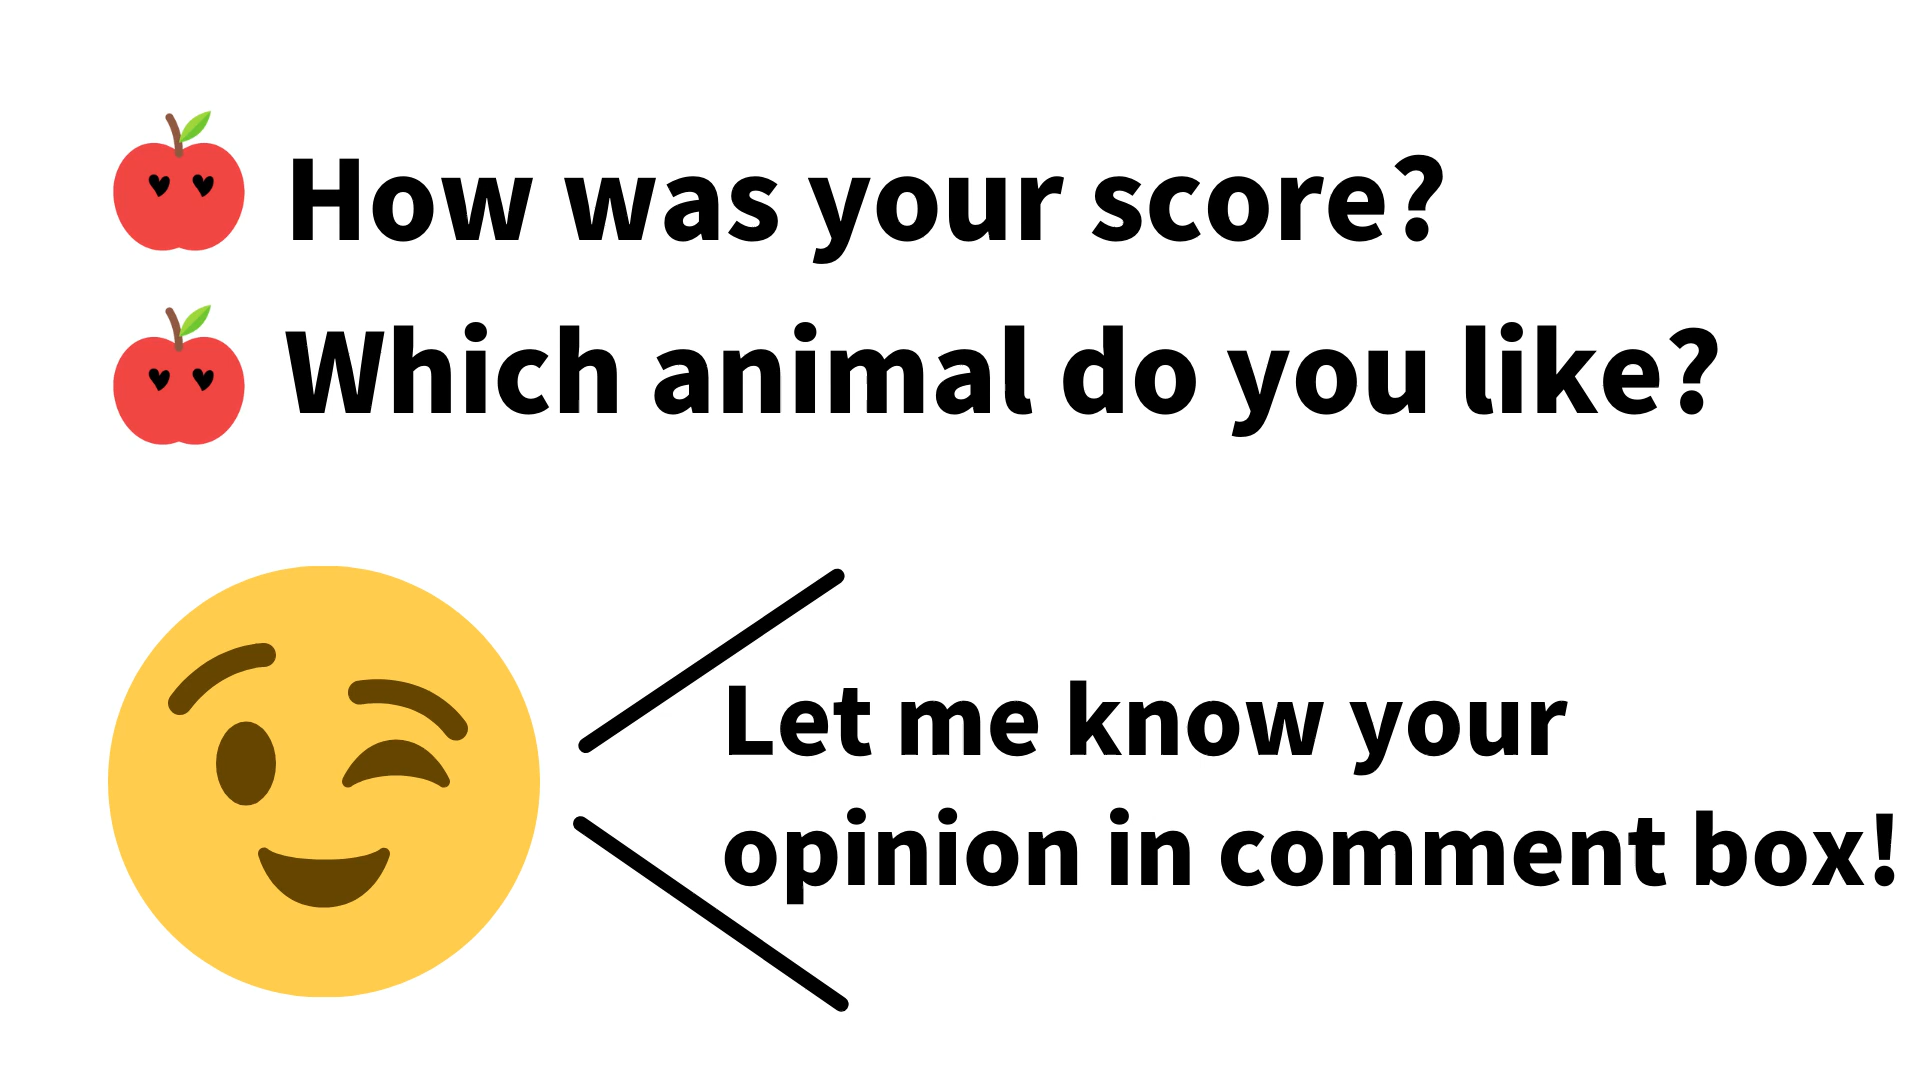 How was your score?
Which animal do you like?
Let me know your
opinion in comment box!